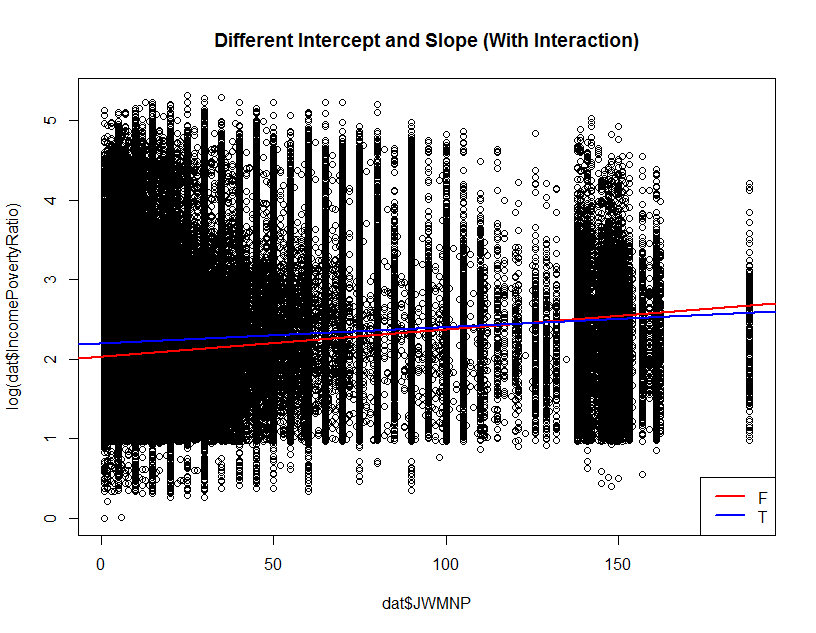 Different Intercept and Slope (With Interaction)
log(dat$IncomePovertyRatio)
5
4
3
2
1
0
F
T
0 50 100 150
dat$JWMNP